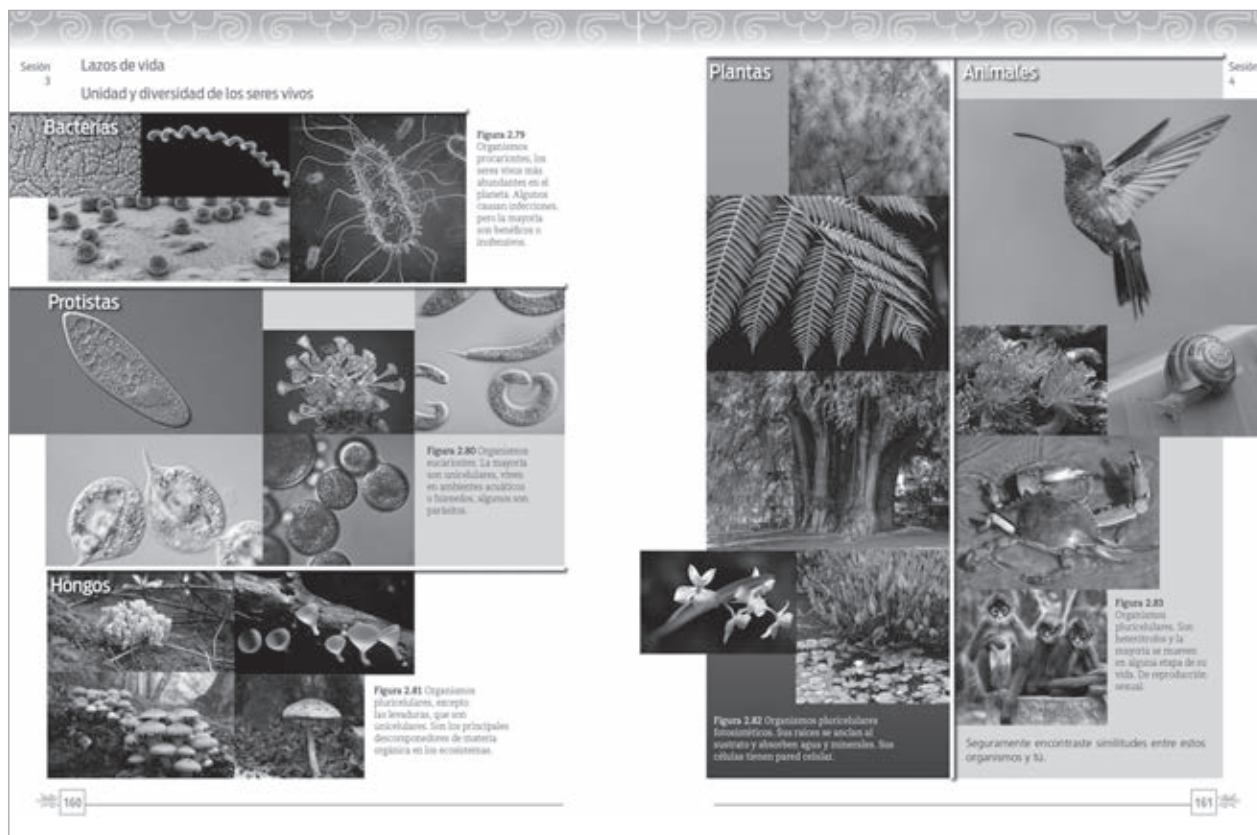 Sesión
3
Lazos de vida
Unidad y diversidad de los seres vivos
Bacterias
Figura 2.79
Organismos
procariontes, los
seres vivos más
abundantes en el
planeta. Algunos
causan infecciones,
pero la mayoría
son benéficos o
inofensivos.
Protistas
Figura 2.80 Organismos
eucariontes. La mayoría
son unicelulares, viven
en ambientes acuáticos
o húmedos, algunos son
parásitos.
Hongos
Figura 2.81 Organismos
pluricelulares, excepto
las levaduras, que son
unicelulares. Son los principales
descomponedores de materia
orgánica en los ecosistemas.
160
Plantas
Figura 2.82 Organismos pluricelulares
fotosintéticos. Sus raíces se anclan al
sustrato y absorben agua y minerales. Sus
células tienen pared celular.
Animales
Sesión
4
Figura 2.83
Organismos
pluricelulares. Son
heterótrofos y la
mayoría se mueven
en alguna etapa de su
vida. De reproducción
sexual.
Seguramente encontraste similitudes entre estos
organismos y tú.
161